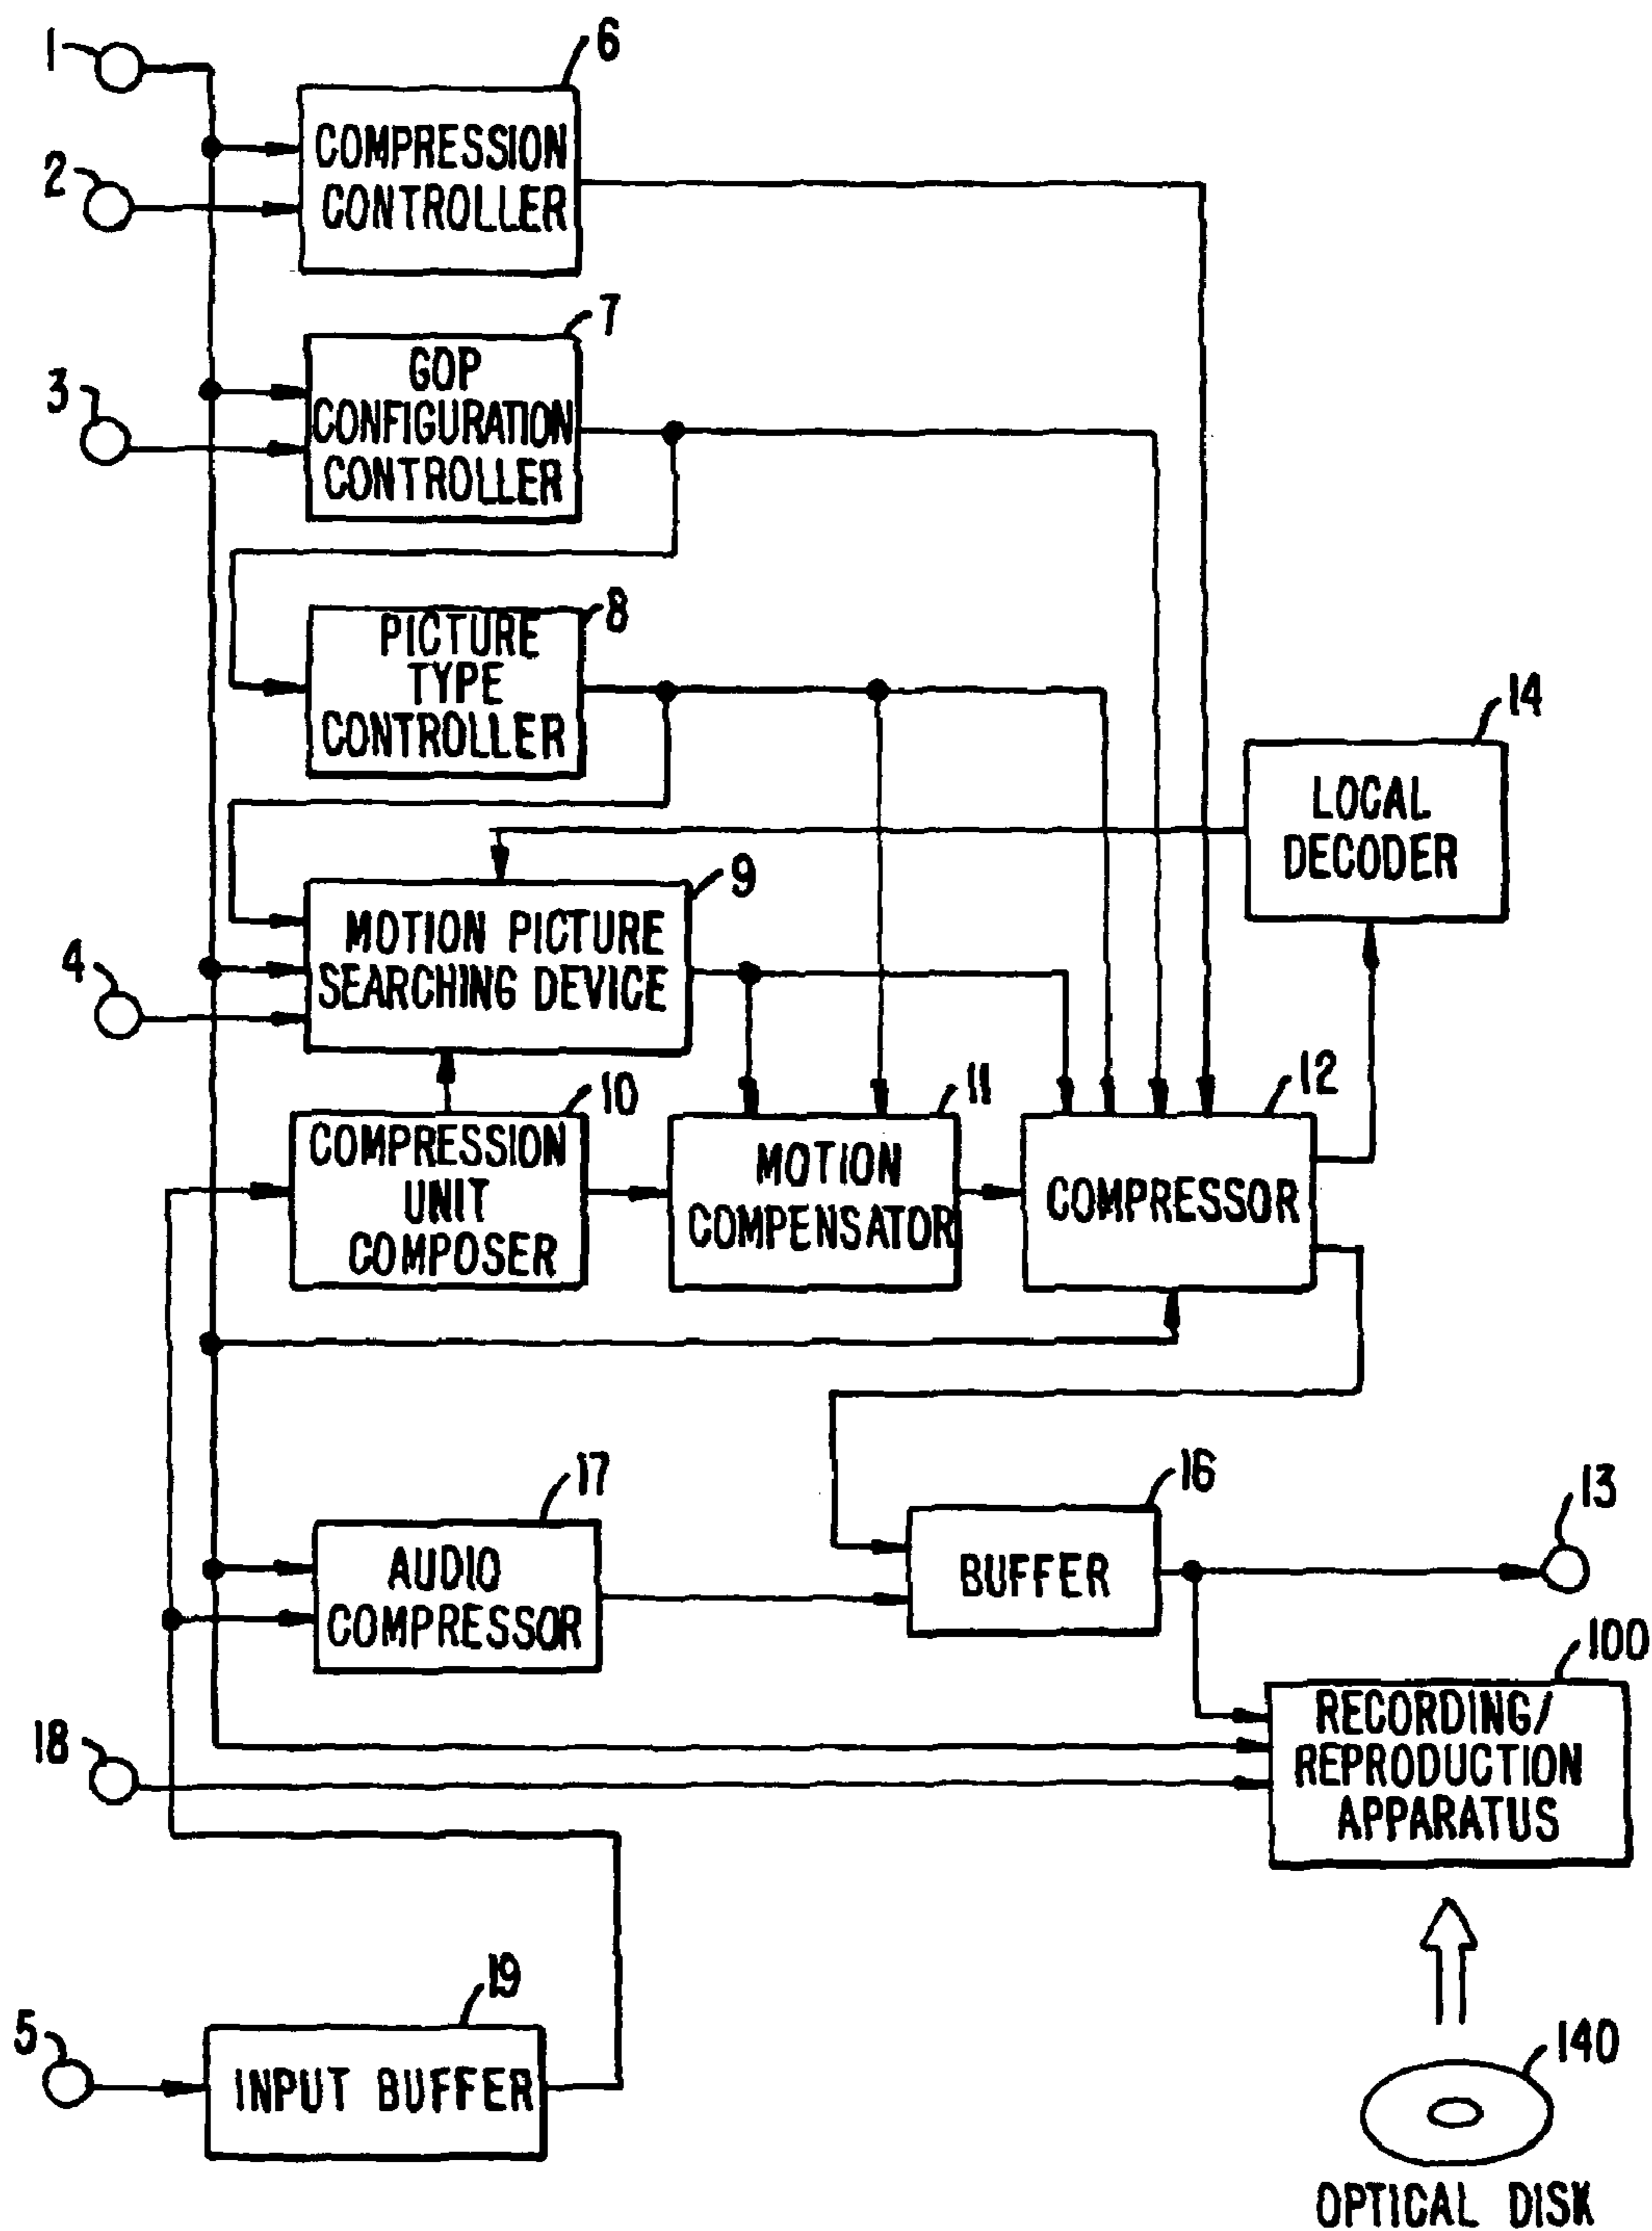 1
6
COMPRESSION
CONTROLLER
2
7
GOP
CONFIGURATION
CONTROLLER
3
8
PICTURE
TYPE
CONTROLLER
14
LOCAL
DECODER
9
MOTION PICTURE
SEARCHING DEVICE
4
10
COMPRESSION
UNIT
COMPOSER
11
MOTION
COMPENSATOR
12
COMPRESSOR
17
AUDIO
COMPRESSOR
16
BUFFER
13
100
RECORDING/
REPRODUCTION
APPARATUS
18
19
5
INPUT BUFFER
140
OPTICAL DISK